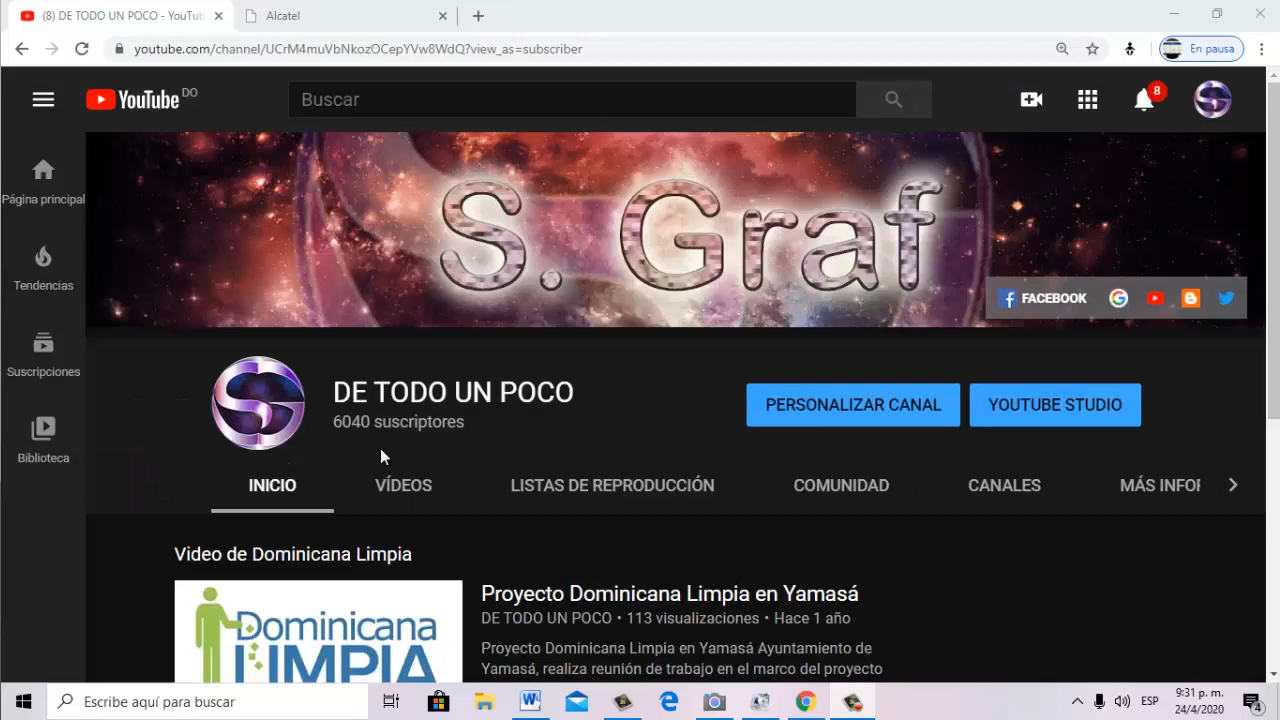 (8) DE TODO UN POCO - YouTub
Alcatel
youtube.com/channel/UCrM4muVbNkozOCepYVw8WdQ?view_as=subscriber
En pausa
YouTube DO
Buscar
8
Página principal
Tendencias
Suscripciones
Biblioteca
S. Graf
FACEBOOK
DE TODO UN POCO
6040 suscriptores
PERSONALIZAR CANAL
YOUTUBE STUDIO
INICIO
VÍDEOS
LISTAS DE REPRODUCCIÓN
COMUNIDAD
CANALES
MÁS INFOR
Video de Dominicana Limpia
Dominicana
LIMPIA
Proyecto Dominicana Limpia en Yamasá
DE TODO UN POCO • 113 visualizaciones • Hace 1 año
Proyecto Dominicana Limpia en Yamasá Ayuntamiento de
Yamasá, realiza reunión de trabajo en el marco del proyecto
Escribe aquí para buscar
ESP
9:31 p. m.
24/4/2020
4